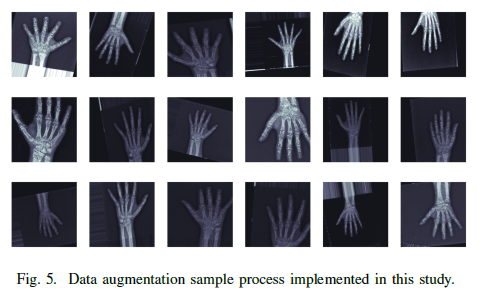 Fig. 5. Data augmentation sample process implemented in this study.